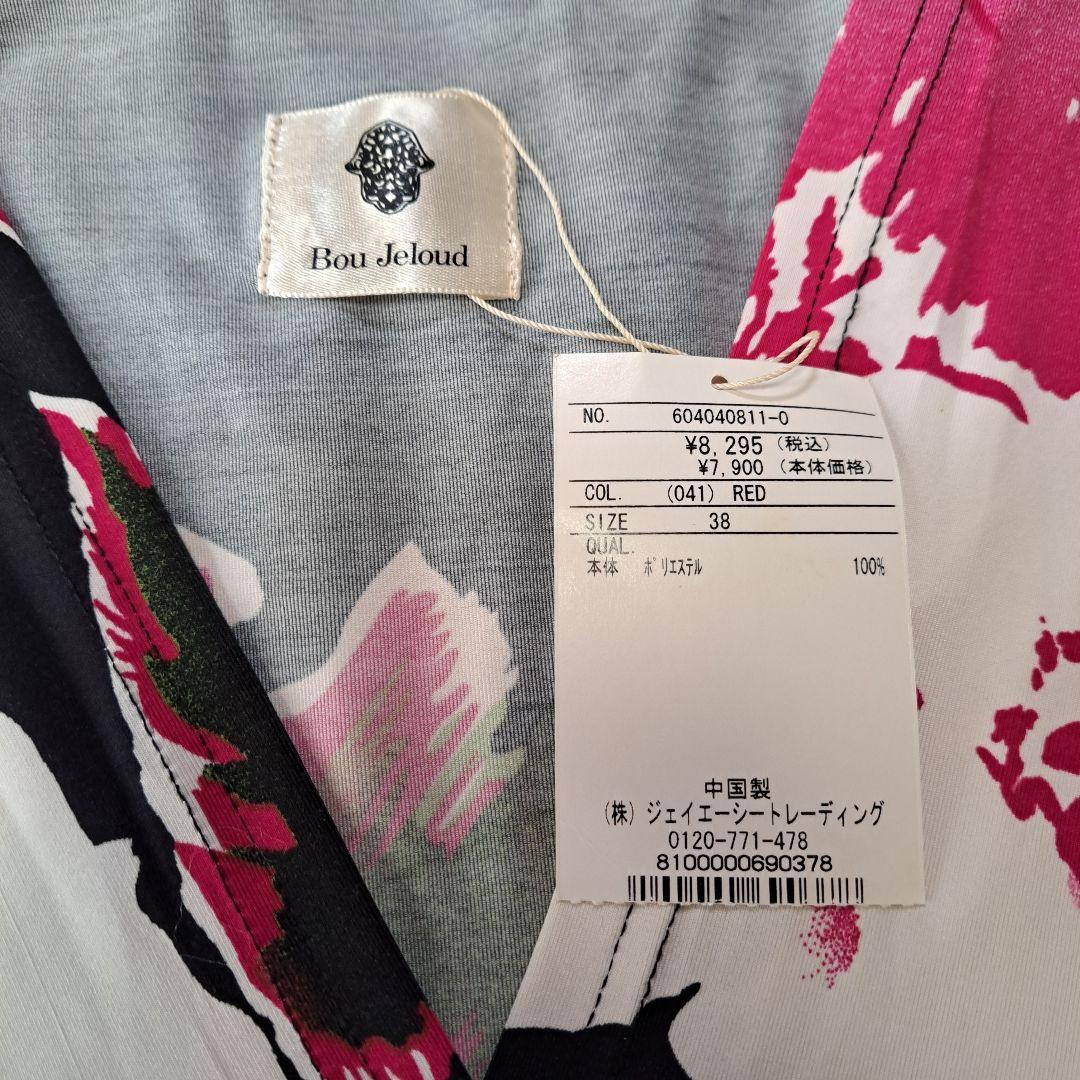 Bou Jeloud
NO. 604040811-0
¥8,295 (税込)
¥7,900 (本体価格)
COL. (041) RED
SIZE 38
QUAL.
本体 ﾎﾟﾘｴｽﾃﾙ 100%
中国製
(株) ジェイエーシートレーディング
0120-771-478
8100000690378